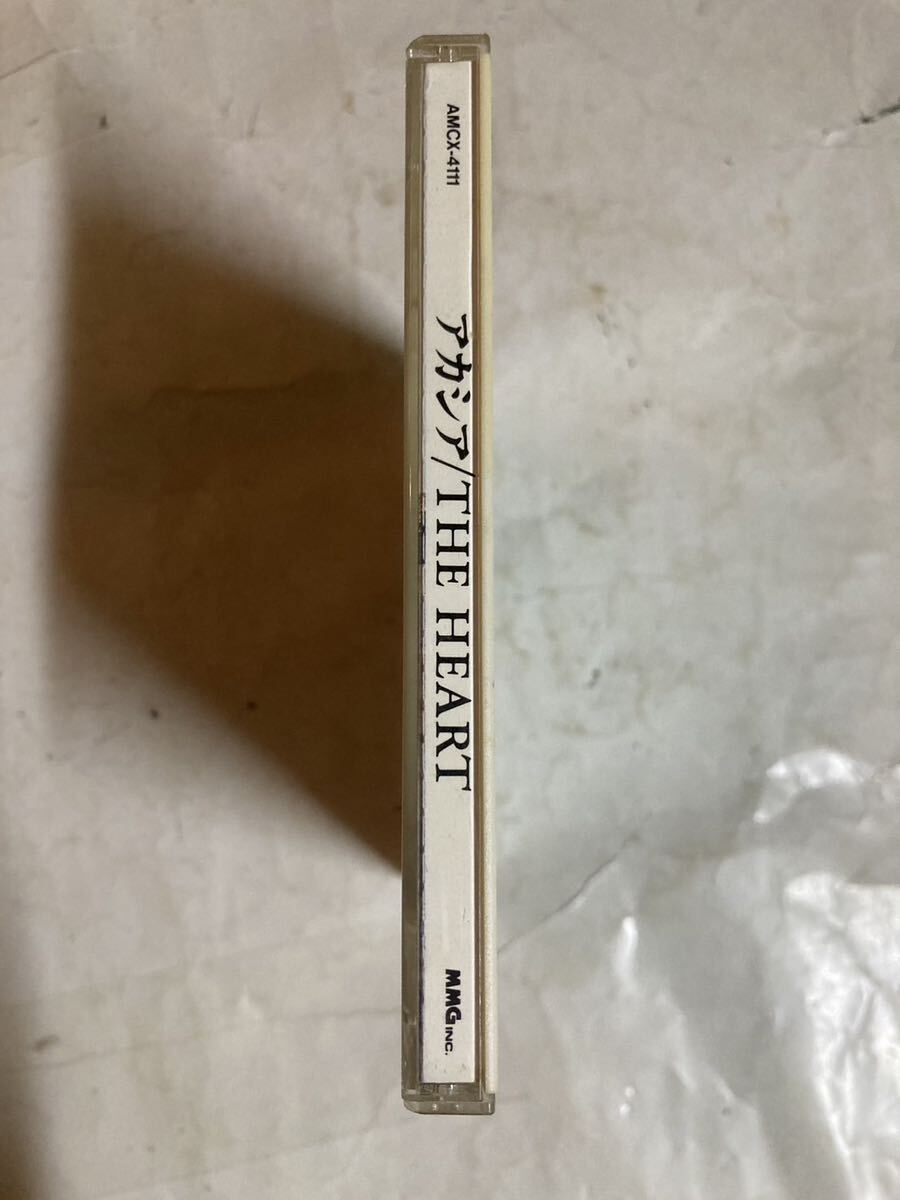 AMCX-4111
アカシア/THE HEART
MMG INC.